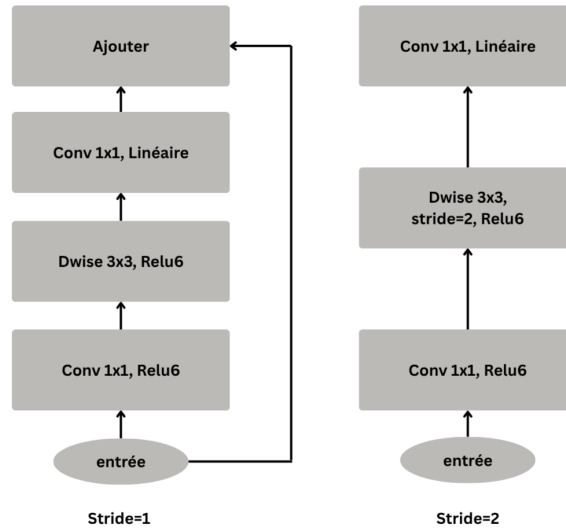 Ajouter
Conv 1x1, Linéaire
Dwise 3x3, Relu6
Conv 1x1, Relu6
entrée
Stride=1
Conv 1x1, Linéaire
Dwise 3x3,
stride=2, Relu6
Conv 1x1, Relu6
entrée
Stride=2